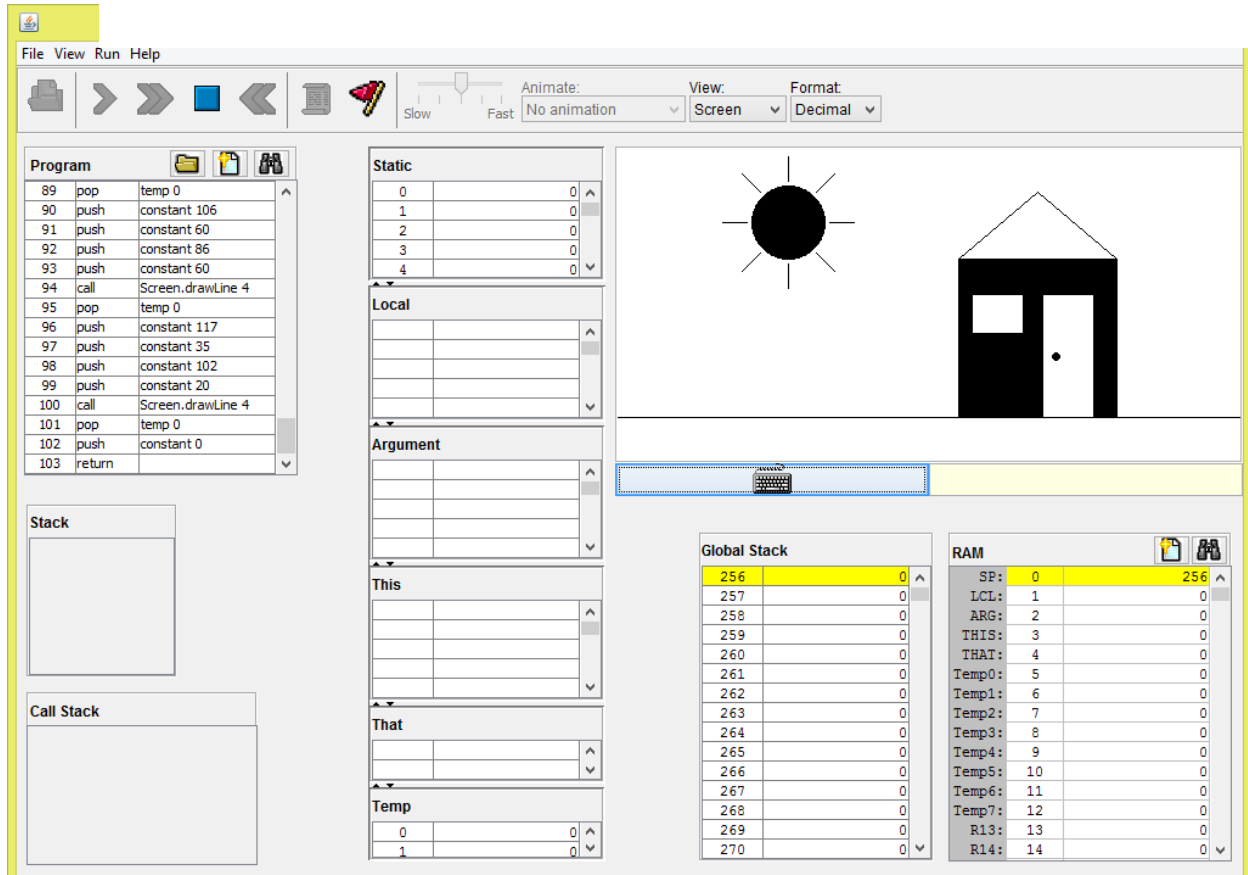 File View Run Help
Slow Fast
Animate:
No animation
View:
Screen
Format:
Decimal
Program
89 pop temp 0
90 push constant 106
91 push constant 60
92 push constant 86
93 push constant 60
94 call Screen.drawLine 4
95 pop temp 0
96 push constant 117
97 push constant 35
98 push constant 102
99 push constant 20
100 call Screen.drawLine 4
101 pop temp 0
102 push constant 0
103 return
Stack
Call Stack
Static
0 0
1 0
2 0
3 0
4 0
Local
Argument
This
That
Temp
0 0
1 0
Global Stack
256 0
257 0
258 0
259 0
260 0
261 0
262 0
263 0
264 0
265 0
266 0
267 0
268 0
269 0
270 0
RAM
SP: 0 256
LCL: 1 0
ARG: 2 0
THIS: 3 0
THAT: 4 0
Temp0: 5 0
Temp1: 6 0
Temp2: 7 0
Temp3: 8 0
Temp4: 9 0
Temp5: 10 0
Temp6: 11 0
Temp7: 12 0
R13: 13 0
R14: 14 0